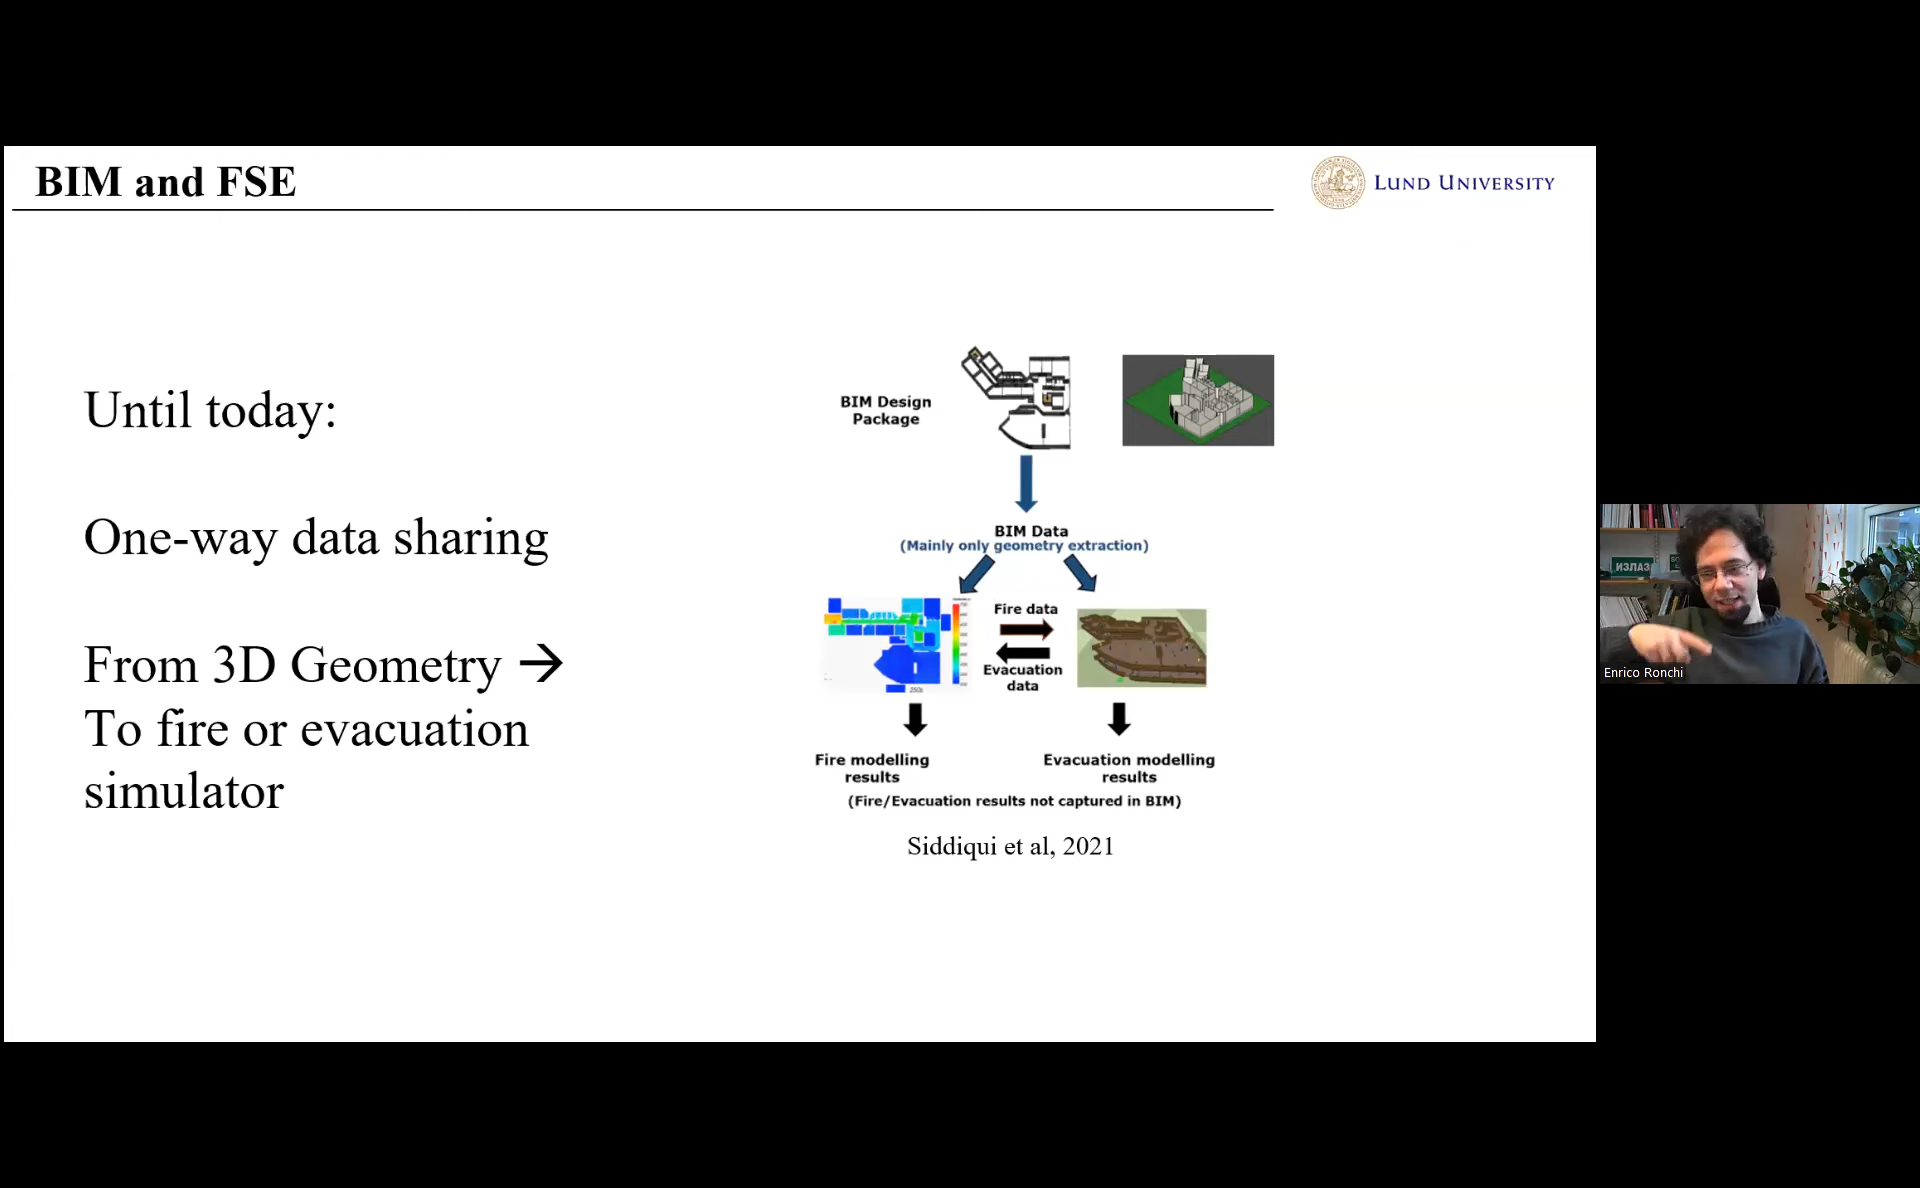 BIM and FSE
LUND UNIVERSITY
Until today:
One-way data sharing
From 3D Geometry →
To fire or evacuation
simulator
BIM Design
Package
BIM Data
(Mainly only geometry extraction)
Fire data
Evacuation
data
Fire modelling
results
Evacuation modelling
results
(Fire/Evacuation results not captured in BIM)
Siddiqui et al, 2021
ИЗЛАЗ
Enrico Ronchi